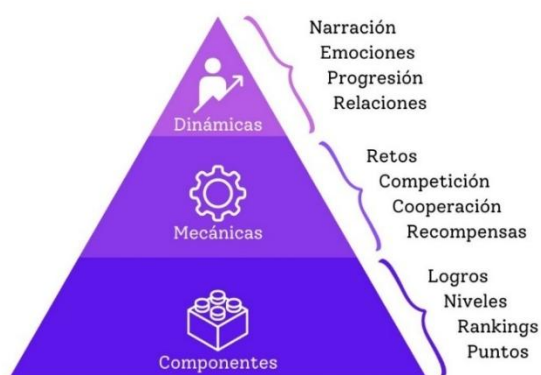 Narración
Emociones
Progresión
Relaciones
Dinámicas
Retos
Competición
Cooperación
Recompensas
Mecánicas
Logros
Niveles
Rankings
Puntos
Componentes